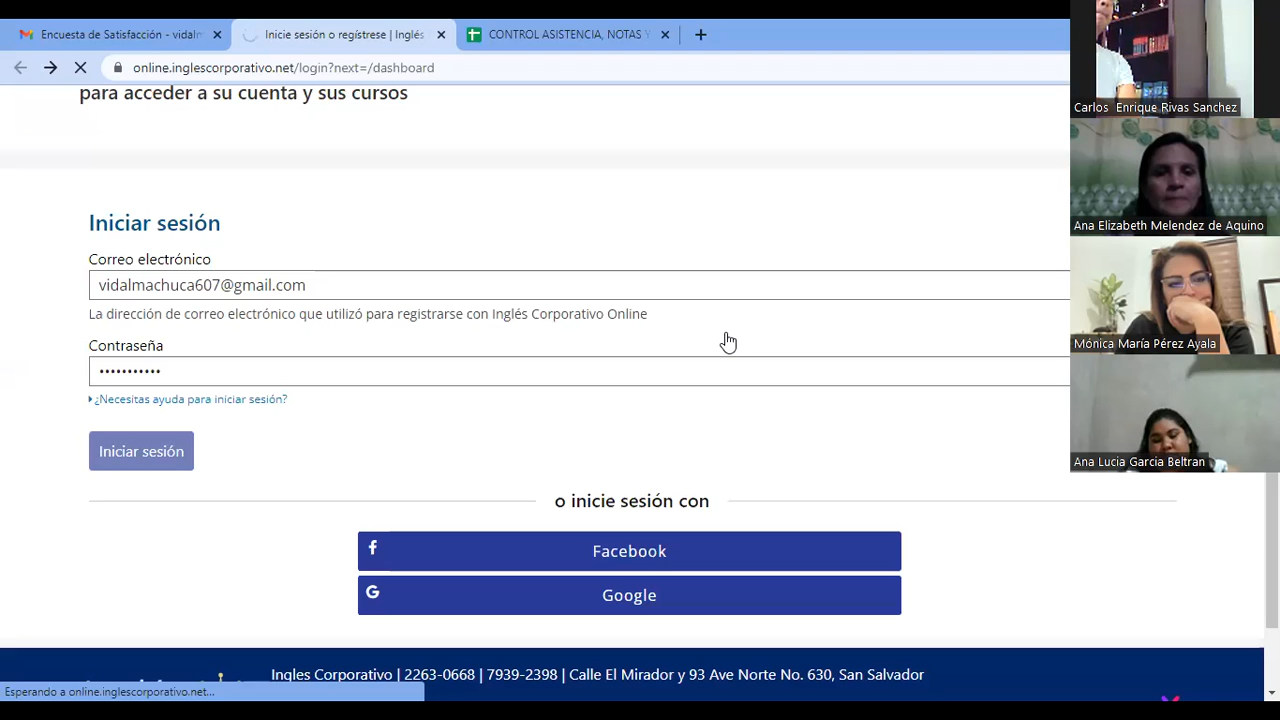 Encuesta de Satisfacción - vidalm
Inicie sesión o regístrese | Inglés
CONTROL ASISTENCIA, NOTAS Y
online.inglescorporativo.net/login?next=/dashboard
para acceder a su cuenta y sus cursos
Iniciar sesión
Correo electrónico
vidalmachuca607@gmail.com
La dirección de correo electrónico que utilizó para registrarse con Inglés Corporativo Online
Contraseña
•••••••••••
¿Necesitas ayuda para iniciar sesión?
Iniciar sesión
o inicie sesión con
Facebook
Google
Ingles Corporativo | 2263-0668 | 7939-2398 | Calle El Mirador y 93 Ave Norte No. 630, San Salvador
Esperando a online.inglescorporativo.net...
Carlos Enrique Rivas Sanchez
Ana Elizabeth Melendez de Aquino
Mónica María Pérez Ayala
Ana Lucia Garcia Beltran